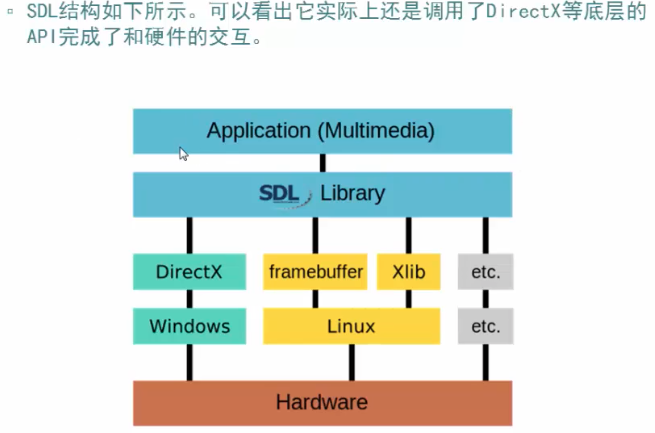 SDL结构如下所示。可以看出它实际上还是调用了DirectX等底层的
API完成了和硬件的交互。
Application (Multimedia)
SDL Library
DirectX framebuffer Xlib etc.
Windows Linux etc.
Hardware